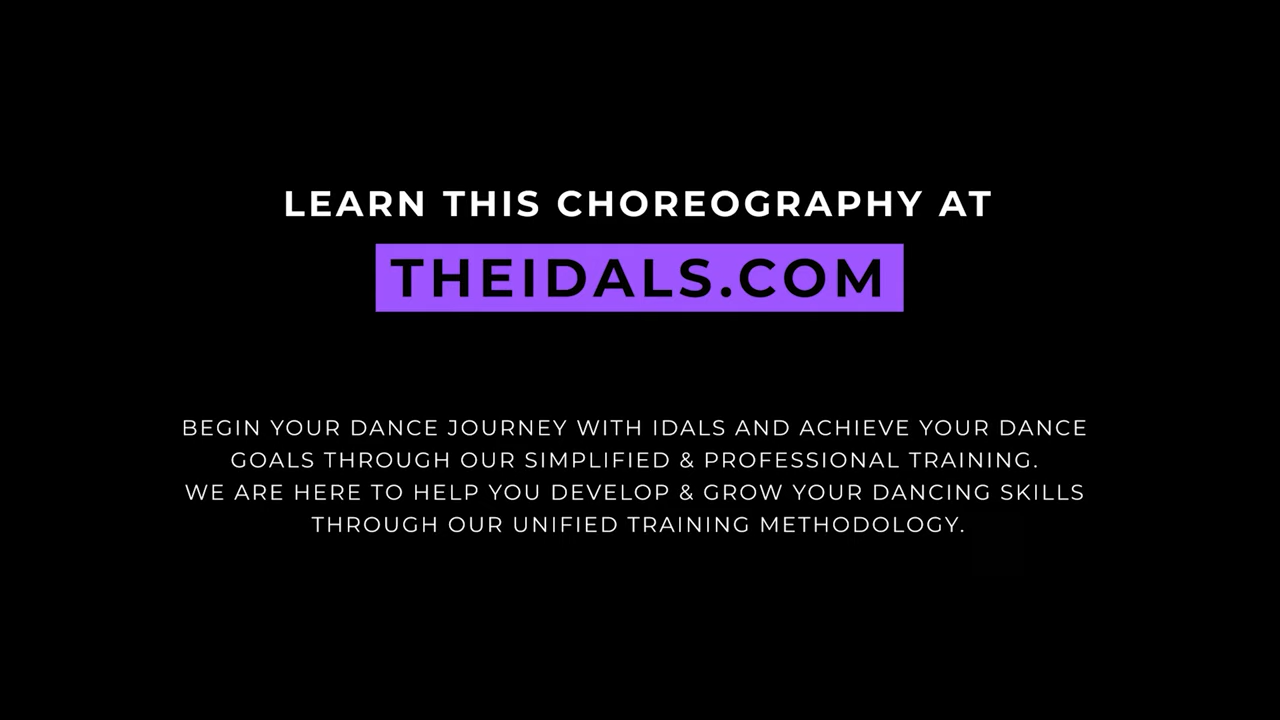 LEARN THIS CHOREOGRAPHY AT
THEIDALS.COM
BEGIN YOUR DANCE JOURNEY WITH IDALS AND ACHIEVE YOUR DANCE
GOALS THROUGH OUR SIMPLIFIED & PROFESSIONAL TRAINING.
WE ARE HERE TO HELP YOU DEVELOP & GROW YOUR DANCING SKILLS
THROUGH OUR UNIFIED TRAINING METHODOLOGY.